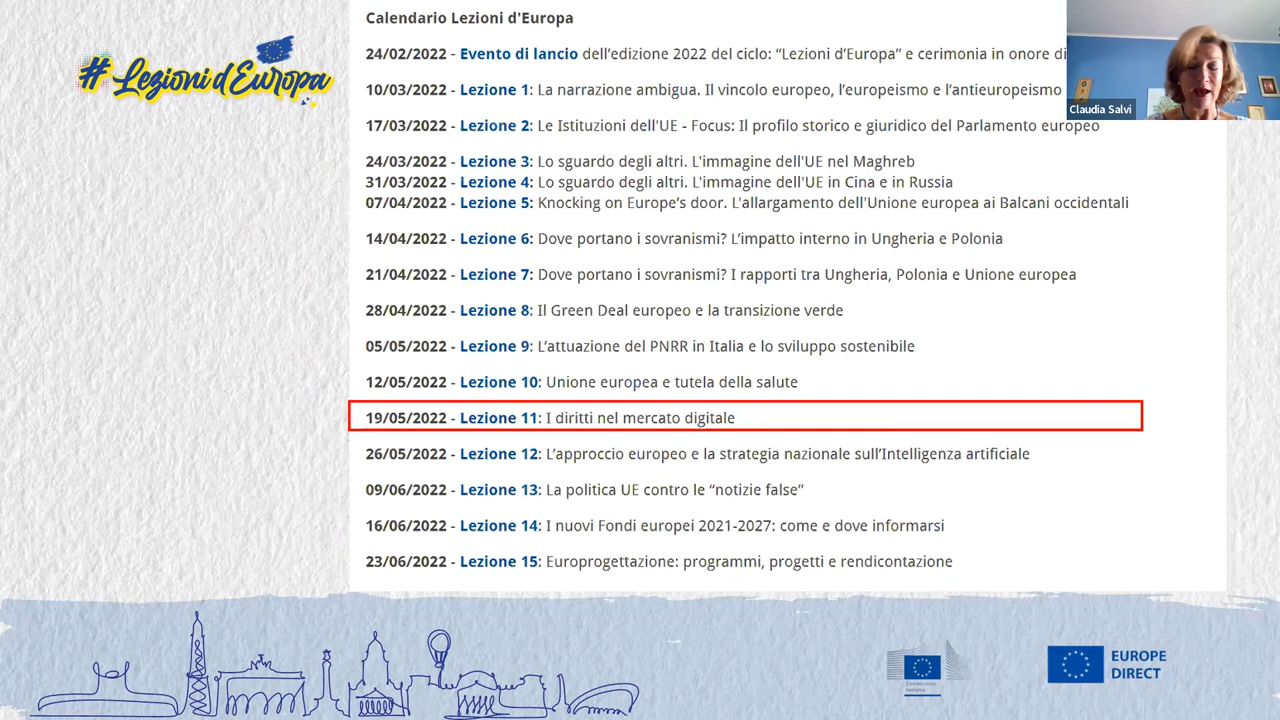 Calendario Lezioni d'Europa
#Lezioni d'Europa
24/02/2022 - Evento di lancio dell’edizione 2022 del ciclo: “Lezioni d’Europa” e cerimonia in onore di
10/03/2022 - Lezione 1: La narrazione ambigua. Il vincolo europeo, l’europeismo e l’antieuropeismo
Claudia Salvi
17/03/2022 - Lezione 2: Le Istituzioni dell'UE - Focus: Il profilo storico e giuridico del Parlamento europeo
24/03/2022 - Lezione 3: Lo sguardo degli altri. L'immagine dell'UE nel Maghreb
31/03/2022 - Lezione 4: Lo sguardo degli altri. L'immagine dell'UE in Cina e in Russia
07/04/2022 - Lezione 5: Knocking on Europe’s door. L'allargamento dell'Unione europea ai Balcani occidentali
14/04/2022 - Lezione 6: Dove portano i sovranismi? L’impatto interno in Ungheria e Polonia
21/04/2022 - Lezione 7: Dove portano i sovranismi? I rapporti tra Ungheria, Polonia e Unione europea
28/04/2022 - Lezione 8: Il Green Deal europeo e la transizione verde
05/05/2022 - Lezione 9: L’attuazione del PNRR in Italia e lo sviluppo sostenibile
12/05/2022 - Lezione 10: Unione europea e tutela della salute
19/05/2022 - Lezione 11: I diritti nel mercato digitale
26/05/2022 - Lezione 12: L’approccio europeo e la strategia nazionale sull’Intelligenza artificiale
09/06/2022 - Lezione 13: La politica UE contro le “notizie false”
16/06/2022 - Lezione 14: I nuovi Fondi europei 2021-2027: come e dove informarsi
23/06/2022 - Lezione 15: Europrogettazione: programmi, progetti e rendicontazione
Commissione
europea
EUROPE
DIRECT